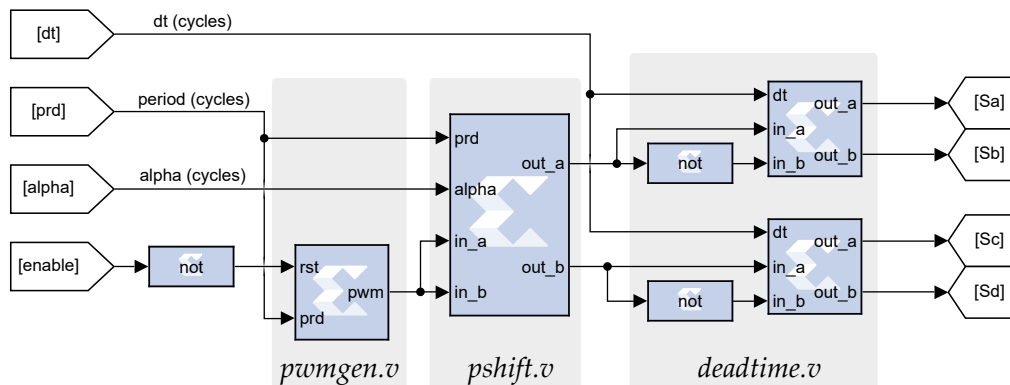 [dt]
dt (cycles)
[prd]
period (cycles)
[alpha]
alpha (cycles)
[enable]
not
rst
prd
pwm
pwmgen.v
prd
alpha
in_a
in_b
out_a
out_b
pshift.v
not
dt
in_a
in_b
out_a
out_b
[Sa]
[Sb]
not
dt
in_a
in_b
out_a
out_b
[Sc]
[Sd]
deadtime.v